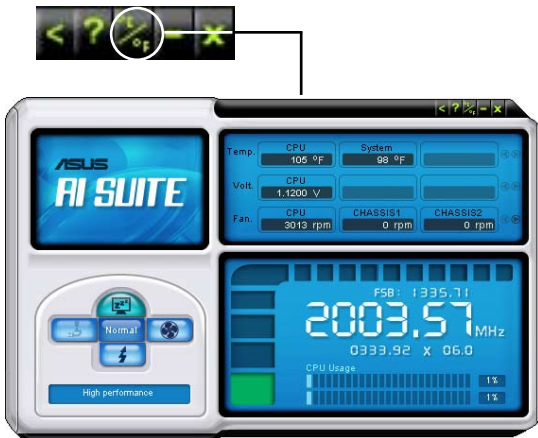 < ? °C/°F - x
< ? °C/°F - x
ASUS
AI SUITE
Temp. CPU 105 °F System 98 °F
Volt. CPU 1.1200 V
Fan. CPU 3013 rpm CHASSIS1 0 rpm CHASSIS2 0 rpm
FSB: 1335.71
2003.57 MHz
0333.92 x 06.0
CPU Usage
1%
1%
zzz
Normal
High performance